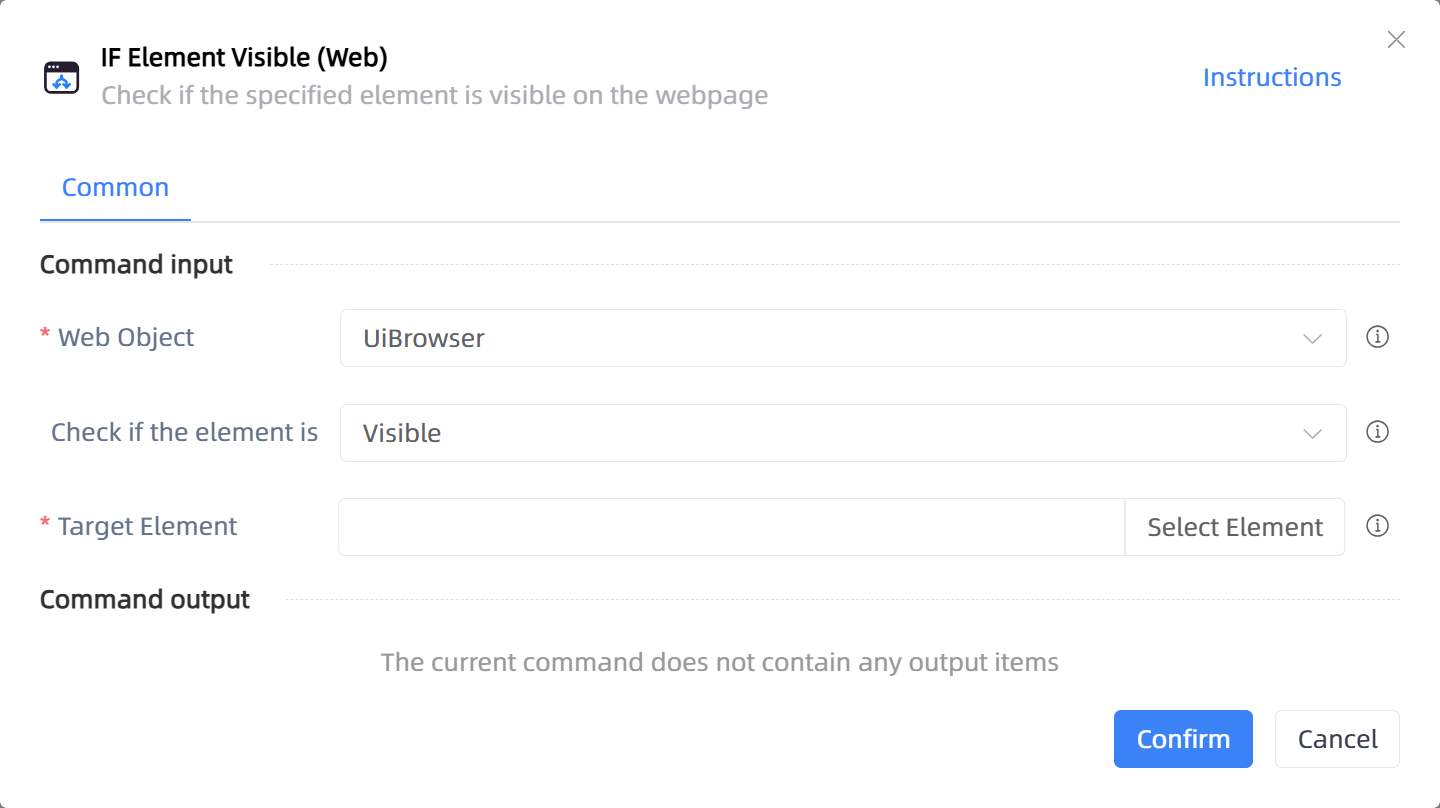 IF Element Visible (Web)
Check if the specified element is visible on the webpage
Instructions
Common
Command input
* Web Object
UiBrowser
Check if the element is
Visible
* Target Element
Select Element
Command output
The current command does not contain any output items
Confirm
Cancel